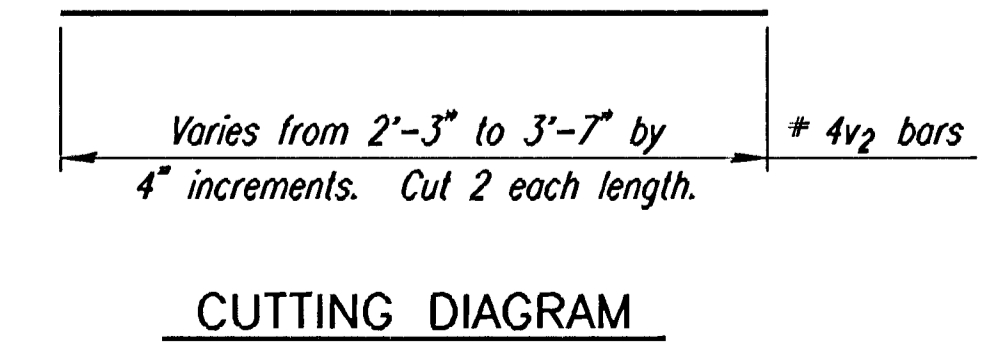 Varies from 2'-3" to 3'-7" by
# 4v₂ bars
4" increments. Cut 2 each length.
CUTTING DIAGRAM